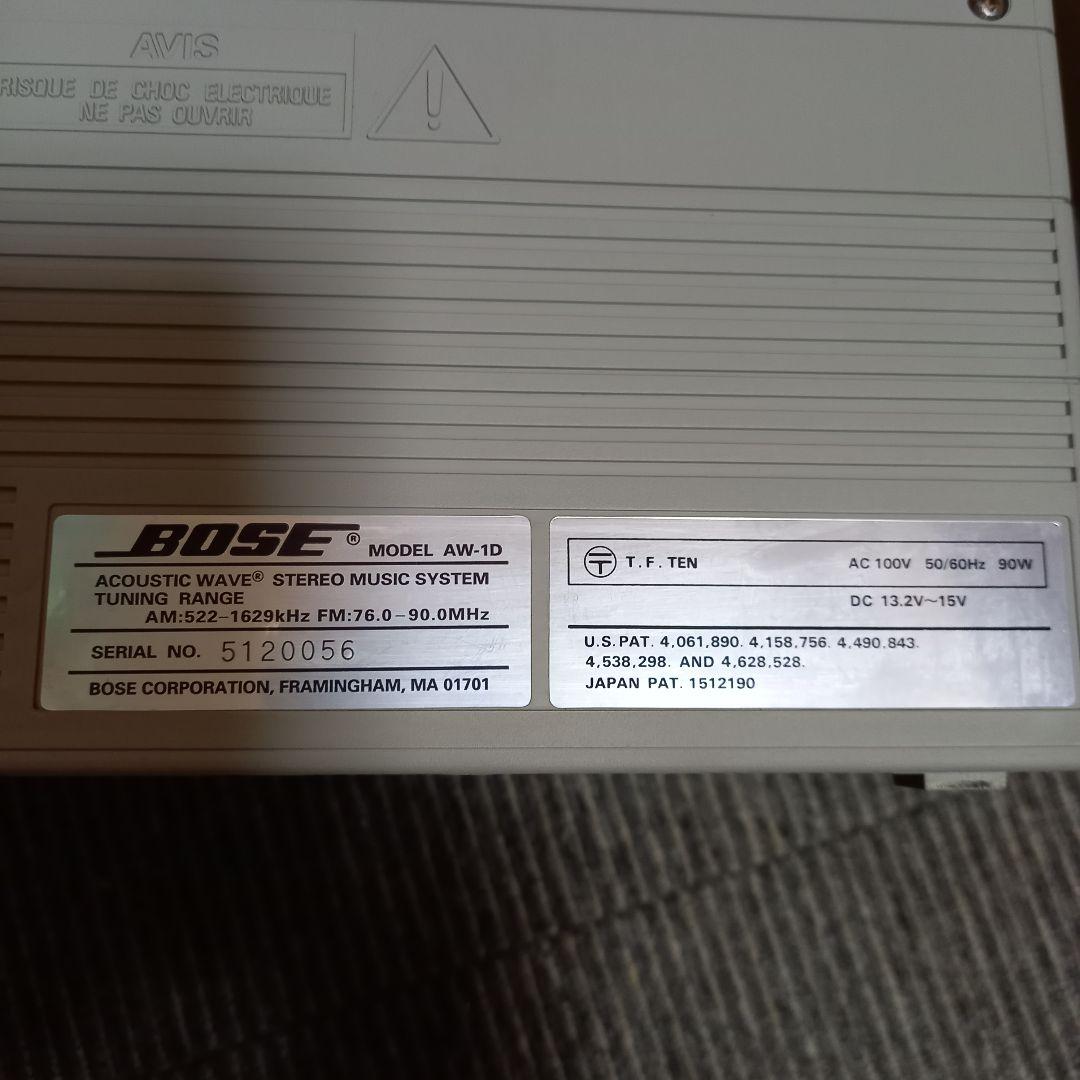 AVIS
RISQUE DE CHOC ELECTRIQUE
NE PAS OUVRIR
BOSE® MODEL AW-1D
ACOUSTIC WAVE® STEREO MUSIC SYSTEM
TUNING RANGE
AM:522-1629kHz FM:76.0-90.0MHz
SERIAL NO. 5120056
BOSE CORPORATION, FRAMINGHAM, MA 01701
T.F. TEN AC 100V 50/60Hz 90W
DC 13.2V~15V
U.S. PAT. 4,061,890. 4,158,756. 4,490,843.
4,538,298. AND 4,628,528.
JAPAN PAT. 1512190